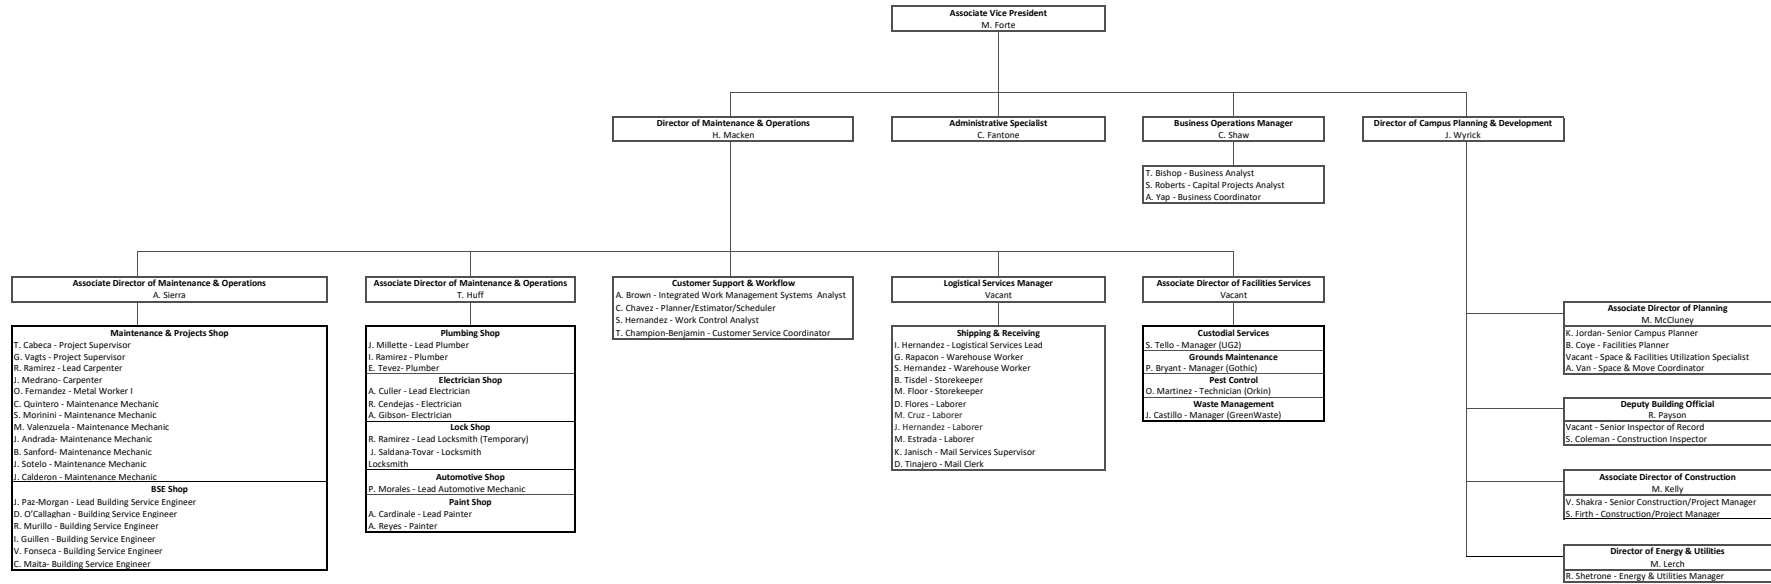 Associate Vice President
M. Forte
Director of Maintenance & Operations
H. Macken
Administrative Specialist
C. Fantone
Business Operations Manager
C. Shaw
Director of Campus Planning & Development
J. Wyrick
T. Bishop - Business Analyst
S. Roberts - Capital Projects Analyst
A. Yap - Business Coordinator
Associate Director of Maintenance & Operations
A. Sierra
Maintenance & Projects Shop
T. Cabeca - Project Supervisor
G. Vagts - Project Supervisor
R. Ramirez - Lead Carpenter
J. Medrano- Carpenter
O. Fernandez - Metal Worker I
C. Quintero - Maintenance Mechanic
S. Morinini - Maintenance Mechanic
M. Valenzuela - Maintenance Mechanic
J. Andrada- Maintenance Mechanic
B. Sanford- Maintenance Mechanic
J. Sotelo - Maintenance Mechanic
J. Calderon - Maintenance Mechanic
BSE Shop
J. Paz-Morgan - Lead Building Service Engineer
D. O'Callaghan - Building Service Engineer
R. Murillo - Building Service Engineer
I. Guillen - Building Service Engineer
V. Fonseca - Building Service Engineer
C. Maita- Building Service Engineer
Associate Director of Maintenance & Operations
T. Huff
Plumbing Shop
J. Millette - Lead Plumber
I. Ramirez - Plumber
E. Tevez- Plumber
Electrician Shop
A. Culler - Lead Electrician
R. Cendejas - Electrician
A. Gibson- Electrician
Lock Shop
R. Ramirez - Lead Locksmith (Temporary)
J. Saldana-Tovar - Locksmith
Locksmith
Automotive Shop
P. Morales - Lead Automotive Mechanic
Paint Shop
A. Cardinale - Lead Painter
A. Reyes - Painter
Customer Support & Workflow
A. Brown - Integrated Work Management Systems Analyst
C. Chavez - Planner/Estimator/Scheduler
S. Hernandez - Work Control Analyst
T. Champion-Benjamin - Customer Service Coordinator
Logistical Services Manager
Vacant
Shipping & Receiving
I. Hernandez - Logistical Services Lead
G. Rapacon - Warehouse Worker
S. Hernandez - Warehouse Worker
B. Tisdel - Storekeeper
M. Floor - Storekeeper
D. Flores - Laborer
M. Cruz - Laborer
J. Hernandez - Laborer
M. Estrada - Laborer
K. Janisch - Mail Services Supervisor
D. Tinajero - Mail Clerk
Associate Director of Facilities Services
Vacant
Custodial Services
S. Tello - Manager (UG2)
Grounds Maintenance
P. Bryant - Manager (Gothic)
Pest Control
O. Martinez - Technician (Orkin)
Waste Management
J. Castillo - Manager (GreenWaste)
Associate Director of Planning
M. McCluney
K. Jordan- Senior Campus Planner
B. Coye - Facilities Planner
Vacant - Space & Facilities Utilization Specialist
A. Van - Space & Move Coordinator
Deputy Building Official
R. Payson
Vacant - Senior Inspector of Record
S. Coleman - Construction Inspector
Associate Director of Construction
M. Kelly
V. Shakra - Senior Construction/Project Manager
S. Firth - Construction/Project Manager
Director of Energy & Utilities
M. Lerch
R. Shetrone - Energy & Utilities Manager